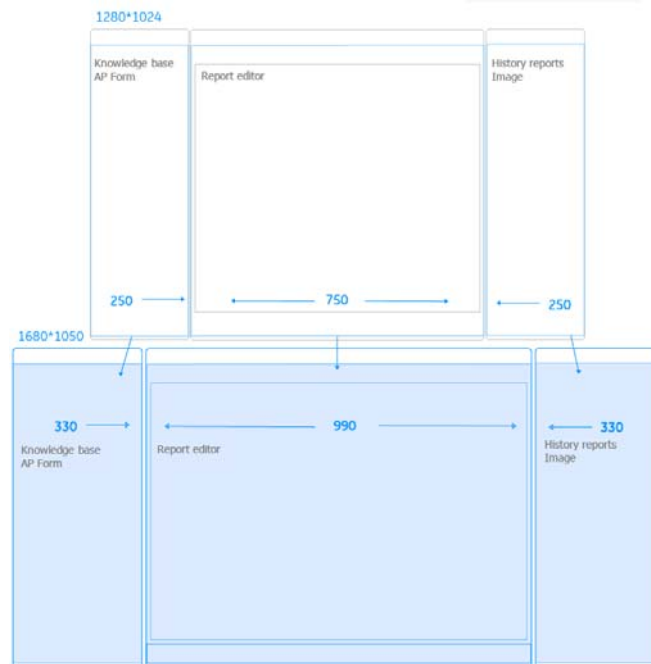 1280*1024
Knowledge base
AP Form
Report editor
History reports
Image
250
750
250
1680*1050
330
990
330
Knowledge base
AP Form
Report editor
History reports
Image